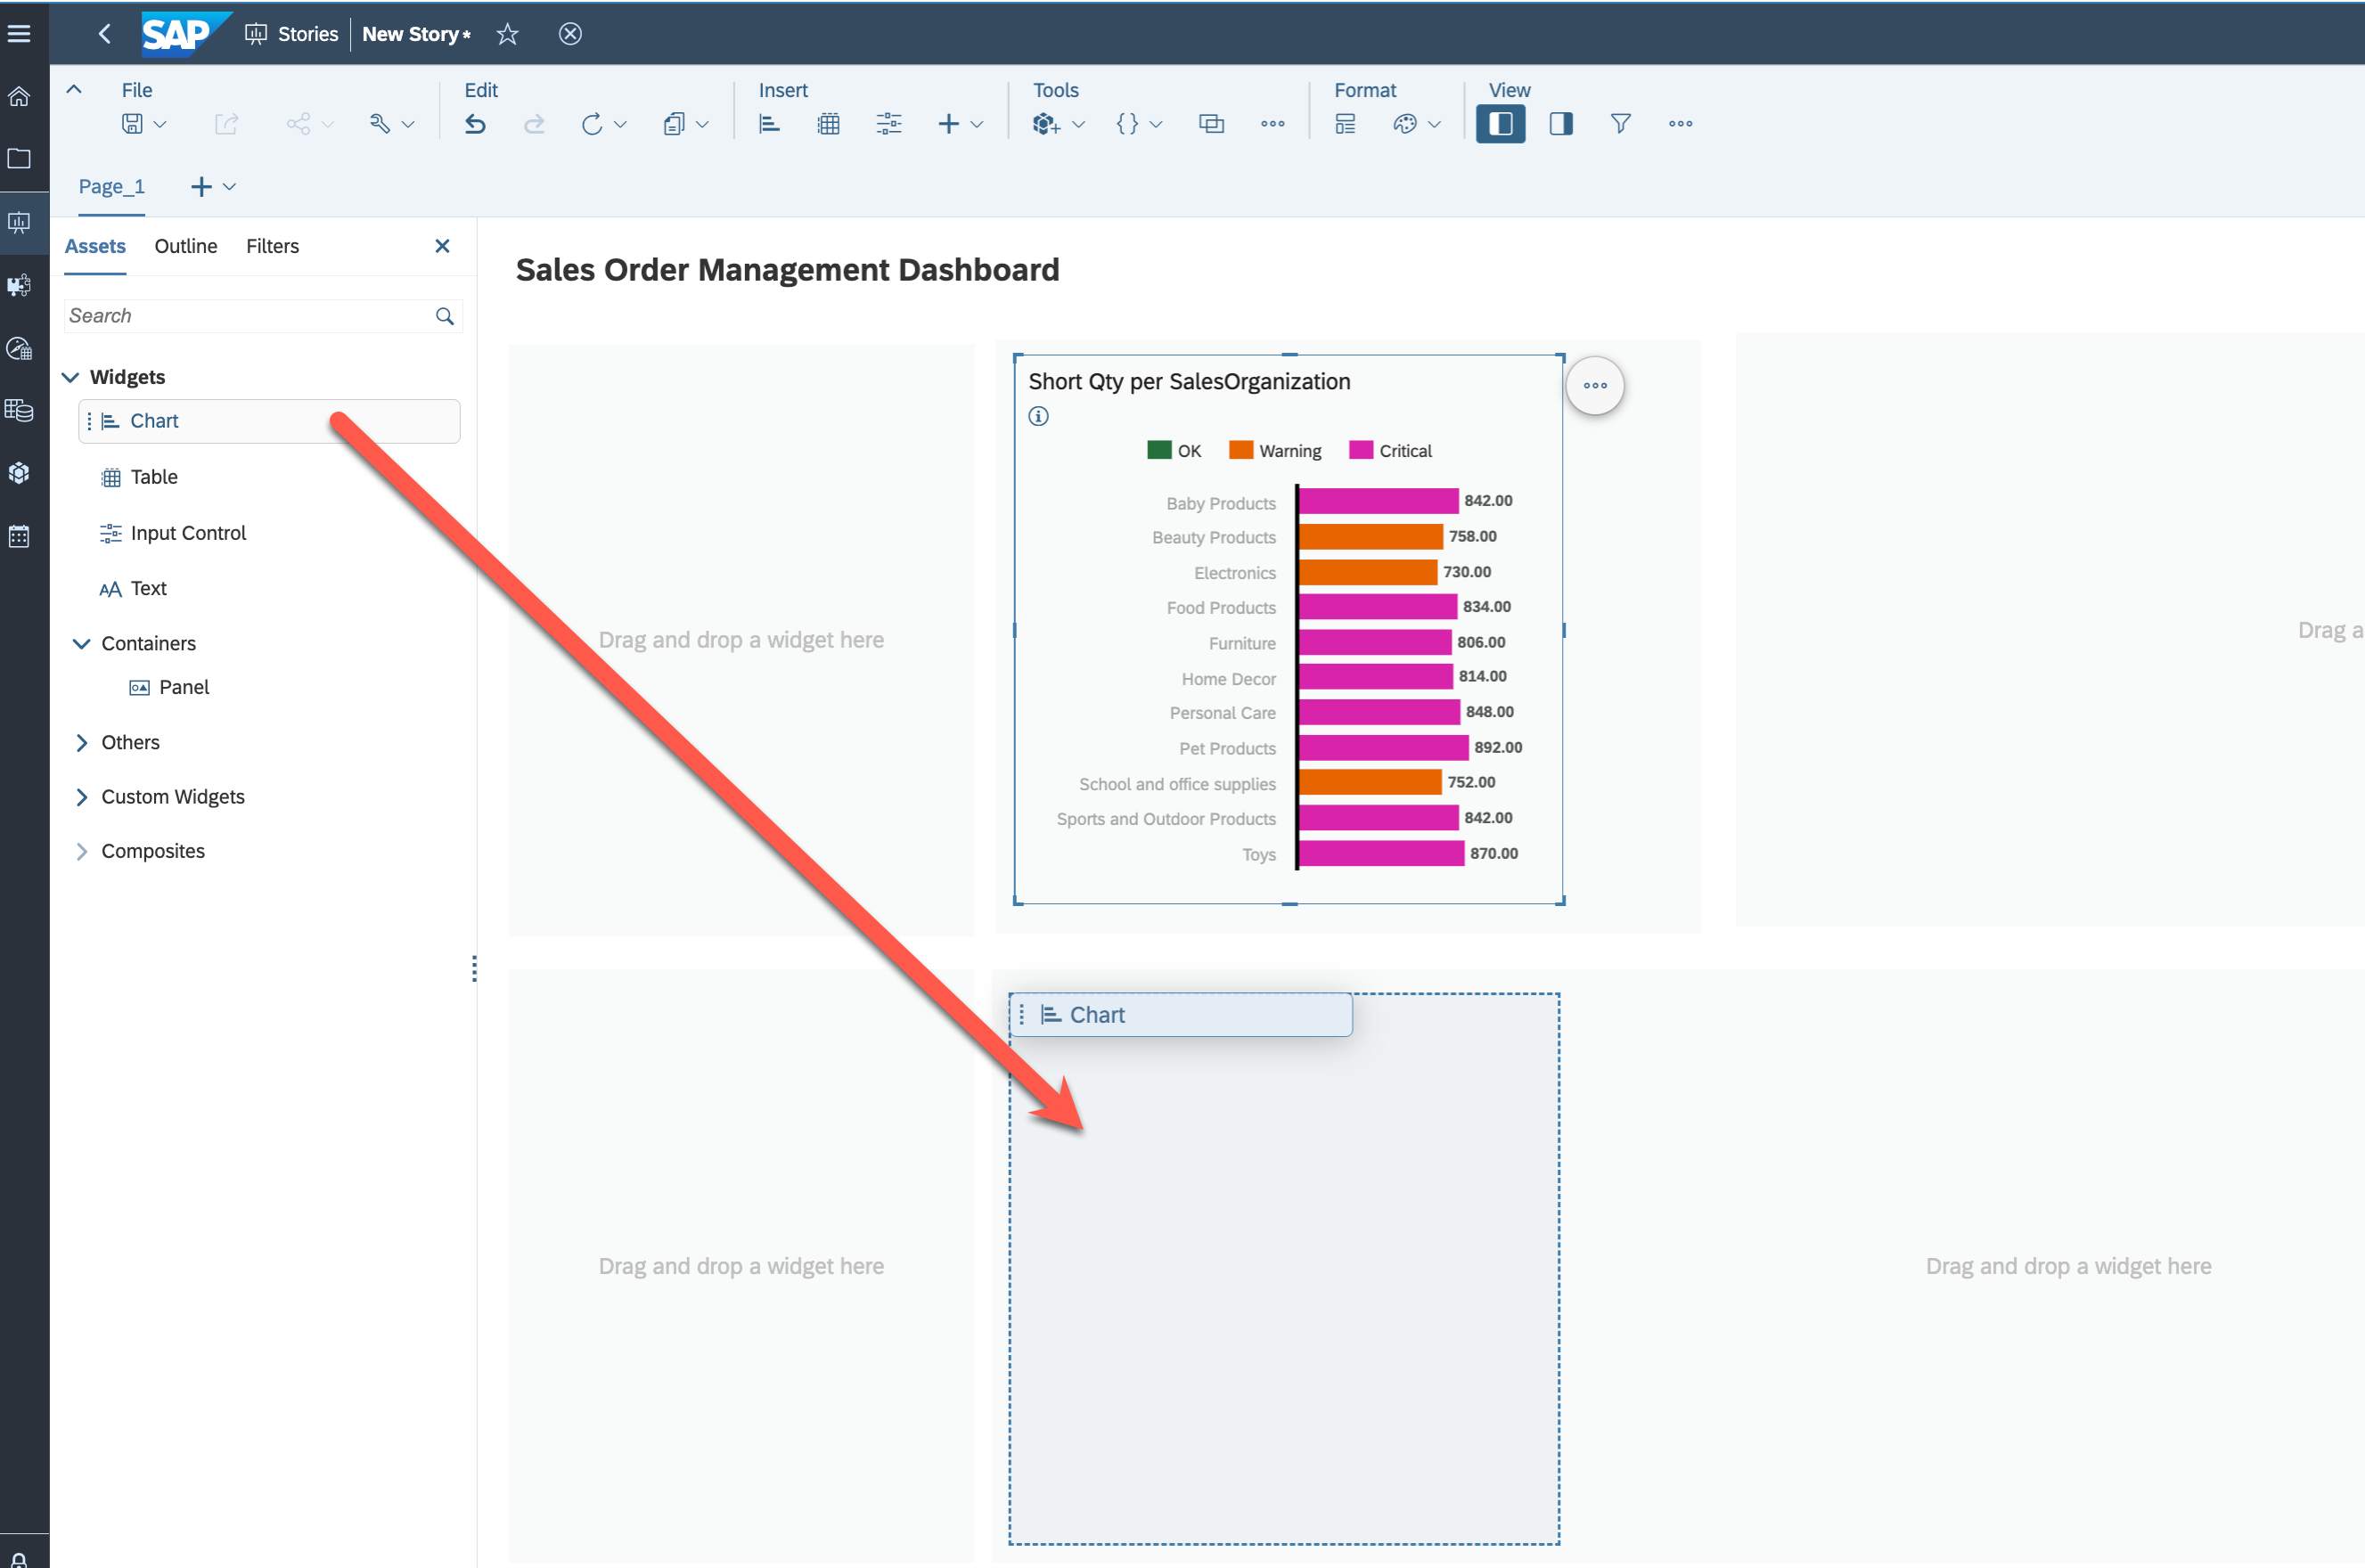 SAP Stories New Story*
File Edit Insert Tools Format View
Page_1
Assets Outline Filters
Search
Widgets
Chart
Table
Input Control
AA Text
Containers
Panel
Others
Custom Widgets
Composites
Sales Order Management Dashboard
Drag and drop a widget here
Short Qty per SalesOrganization
OK Warning Critical
Baby Products 842.00
Beauty Products 758.00
Electronics 730.00
Food Products 834.00
Furniture 806.00
Home Decor 814.00
Personal Care 848.00
Pet Products 892.00
School and office supplies 752.00
Sports and Outdoor Products 842.00
Toys 870.00
Drag a
Chart
Drag and drop a widget here
Drag and drop a widget here